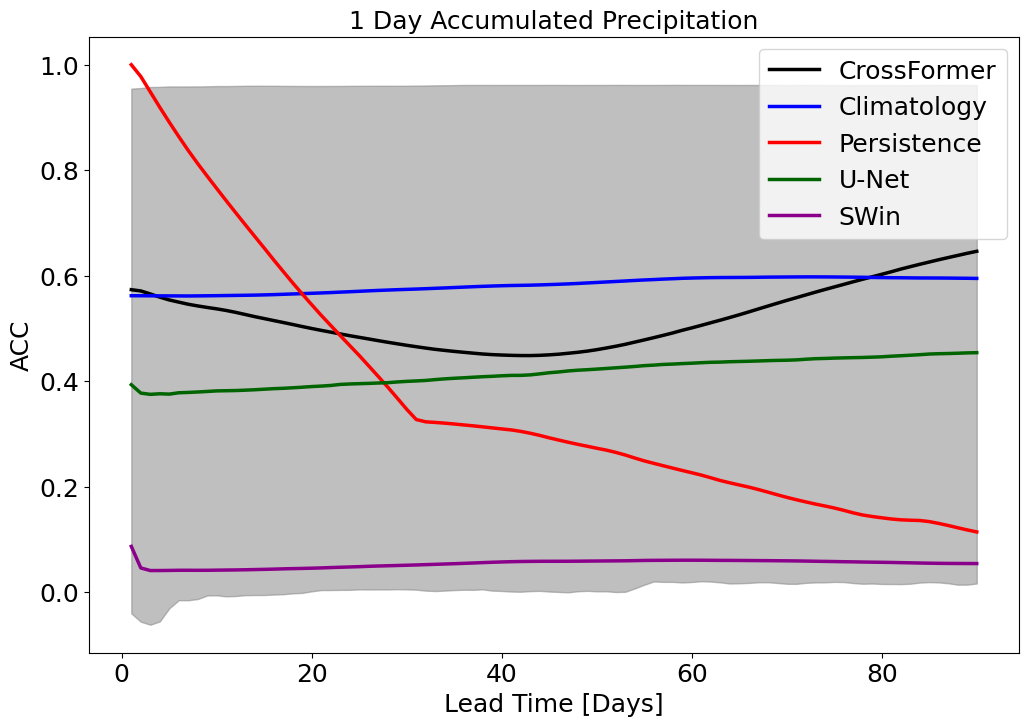 1 Day Accumulated Precipitation
1.0
0.8
0.6
0.4
0.2
0.0
ACC
CrossFormer
Climatology
Persistence
U-Net
SWin
0 20 40 60 80
Lead Time [Days]